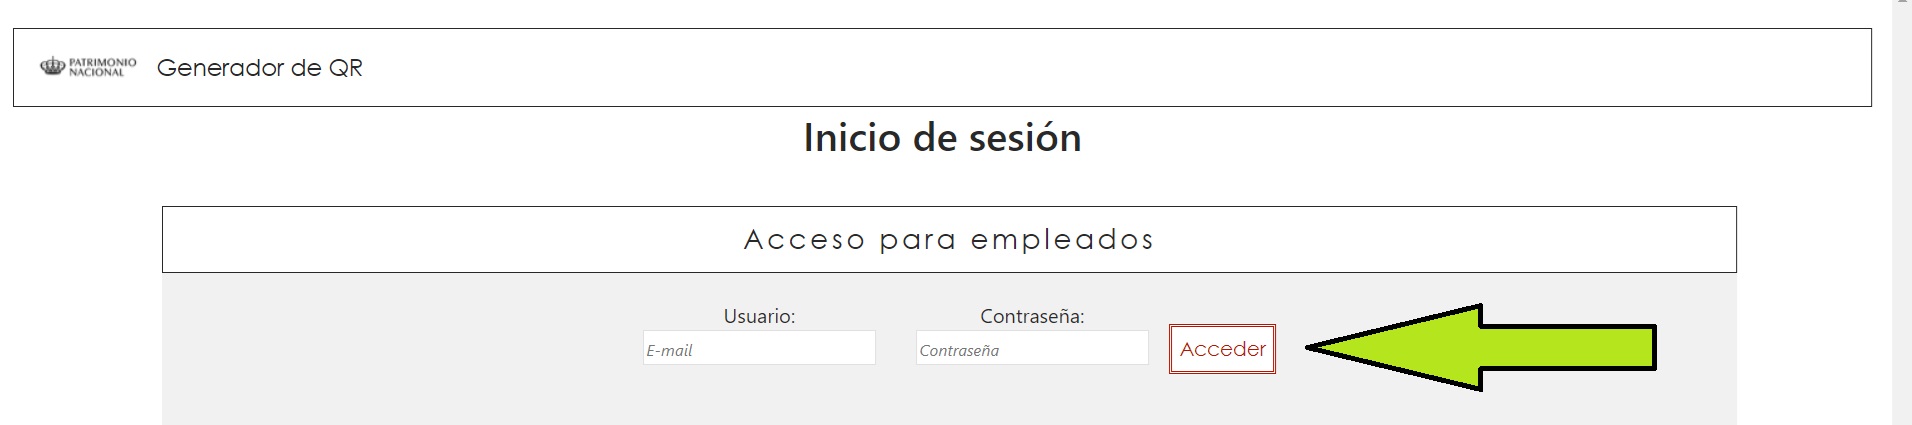 PATRIMONIO
NACIONAL
Generador de QR
Inicio de sesión
Acceso para empleados
Usuario:
Contraseña:
E-mail
Contraseña
Acceder